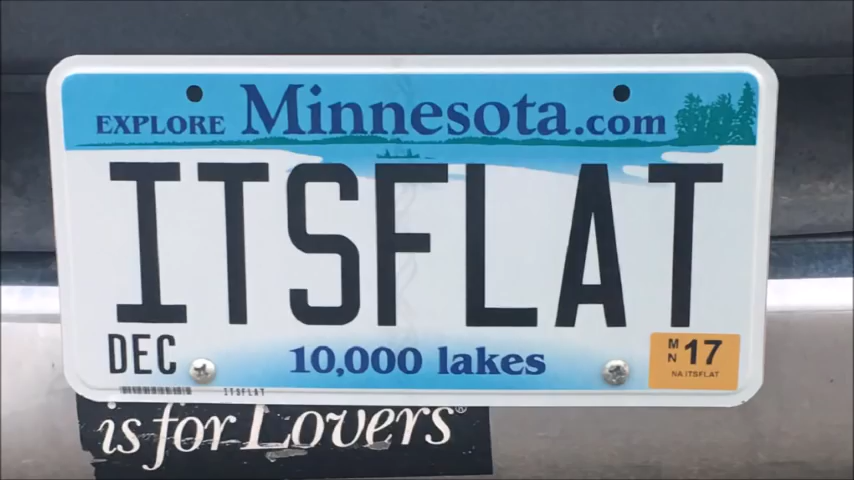 EXPLORE Minnesota.com
ITSFLAT
DEC
10,000 lakes
MN 17
NA ITSFLAT
ITSFLAT
is for Lovers®